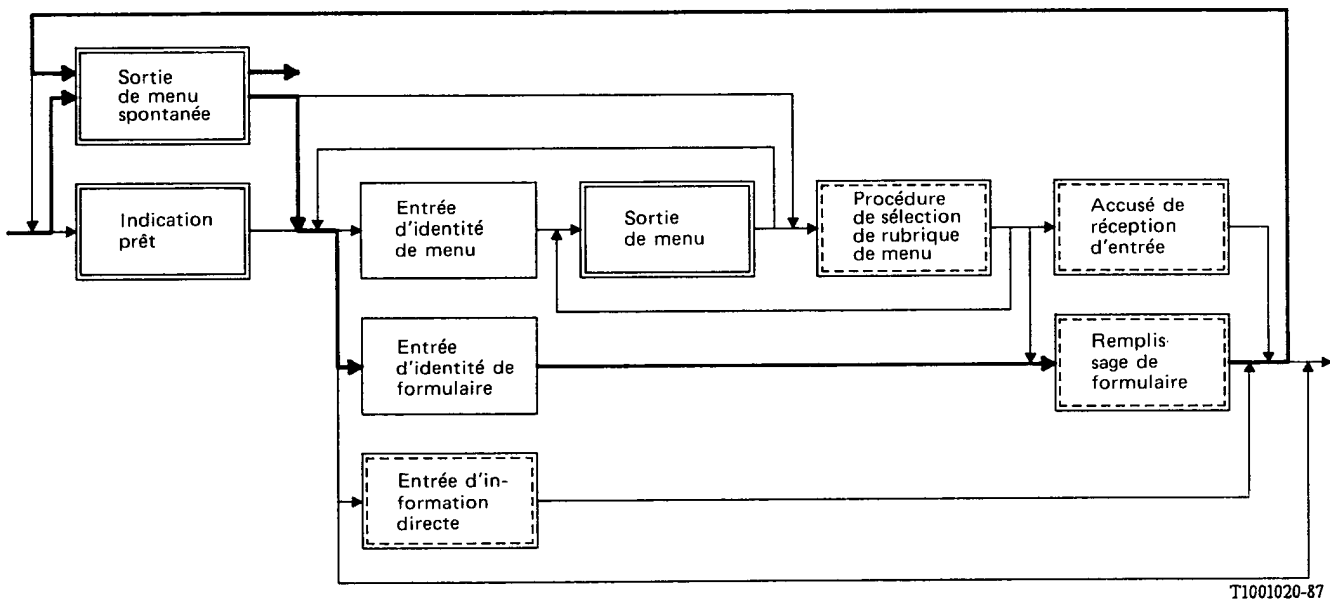 Sortie
de menu
spontanée
Indication
prêt
Entrée
d'identité
de menu
Sortie
de menu
Procédure
de sélection
de rubrique
de menu
Accusé de
réception
d'entrée
Entrée
d'identité de
formulaire
Remplis-
sage de
formulaire
Entrée d'in-
formation
directe
T1001020-87